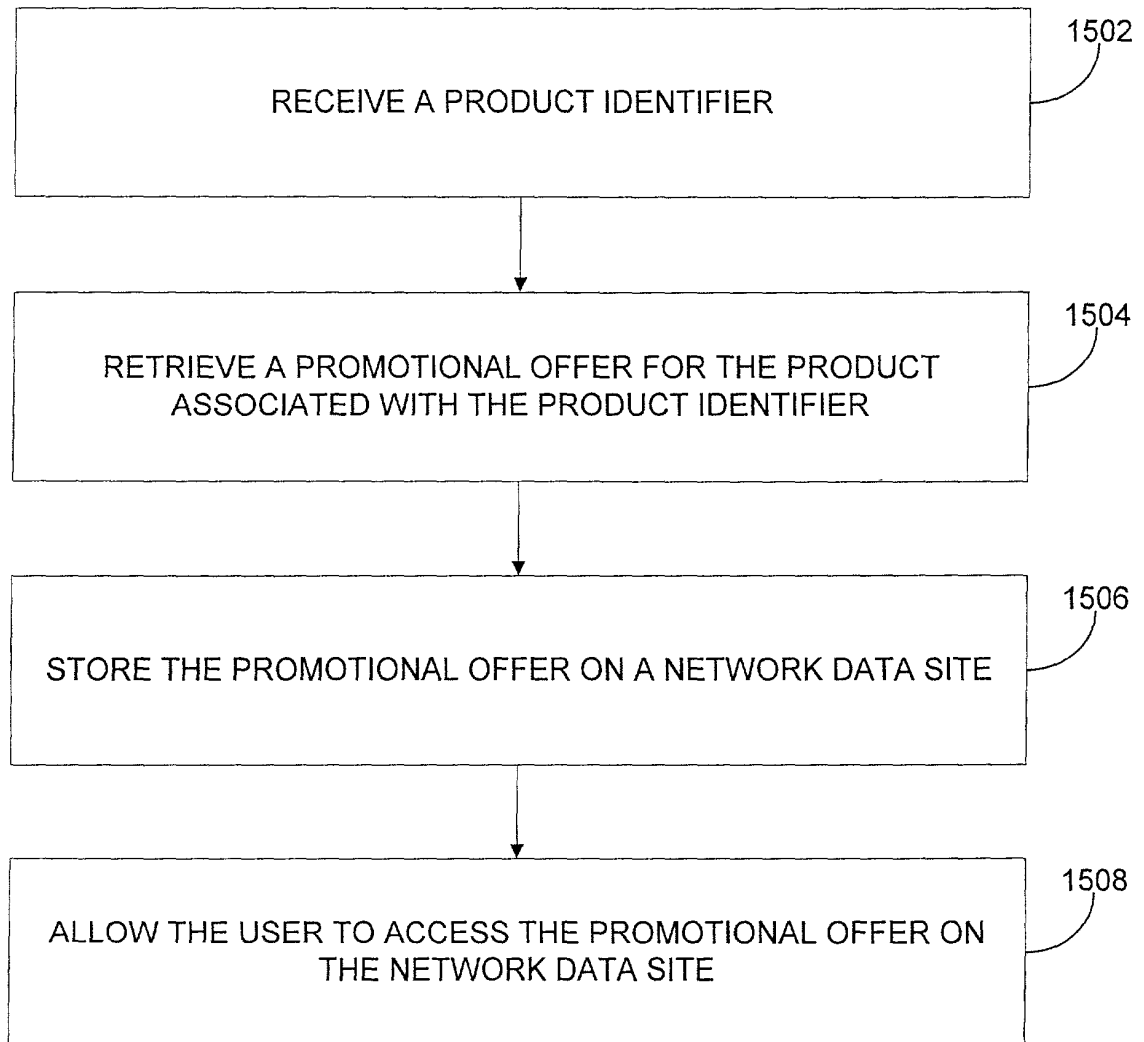 1502
RECEIVE A PRODUCT IDENTIFIER
1504
RETRIEVE A PROMOTIONAL OFFER FOR THE PRODUCT
ASSOCIATED WITH THE PRODUCT IDENTIFIER
1506
STORE THE PROMOTIONAL OFFER ON A NETWORK DATA SITE
1508
ALLOW THE USER TO ACCESS THE PROMOTIONAL OFFER ON
THE NETWORK DATA SITE